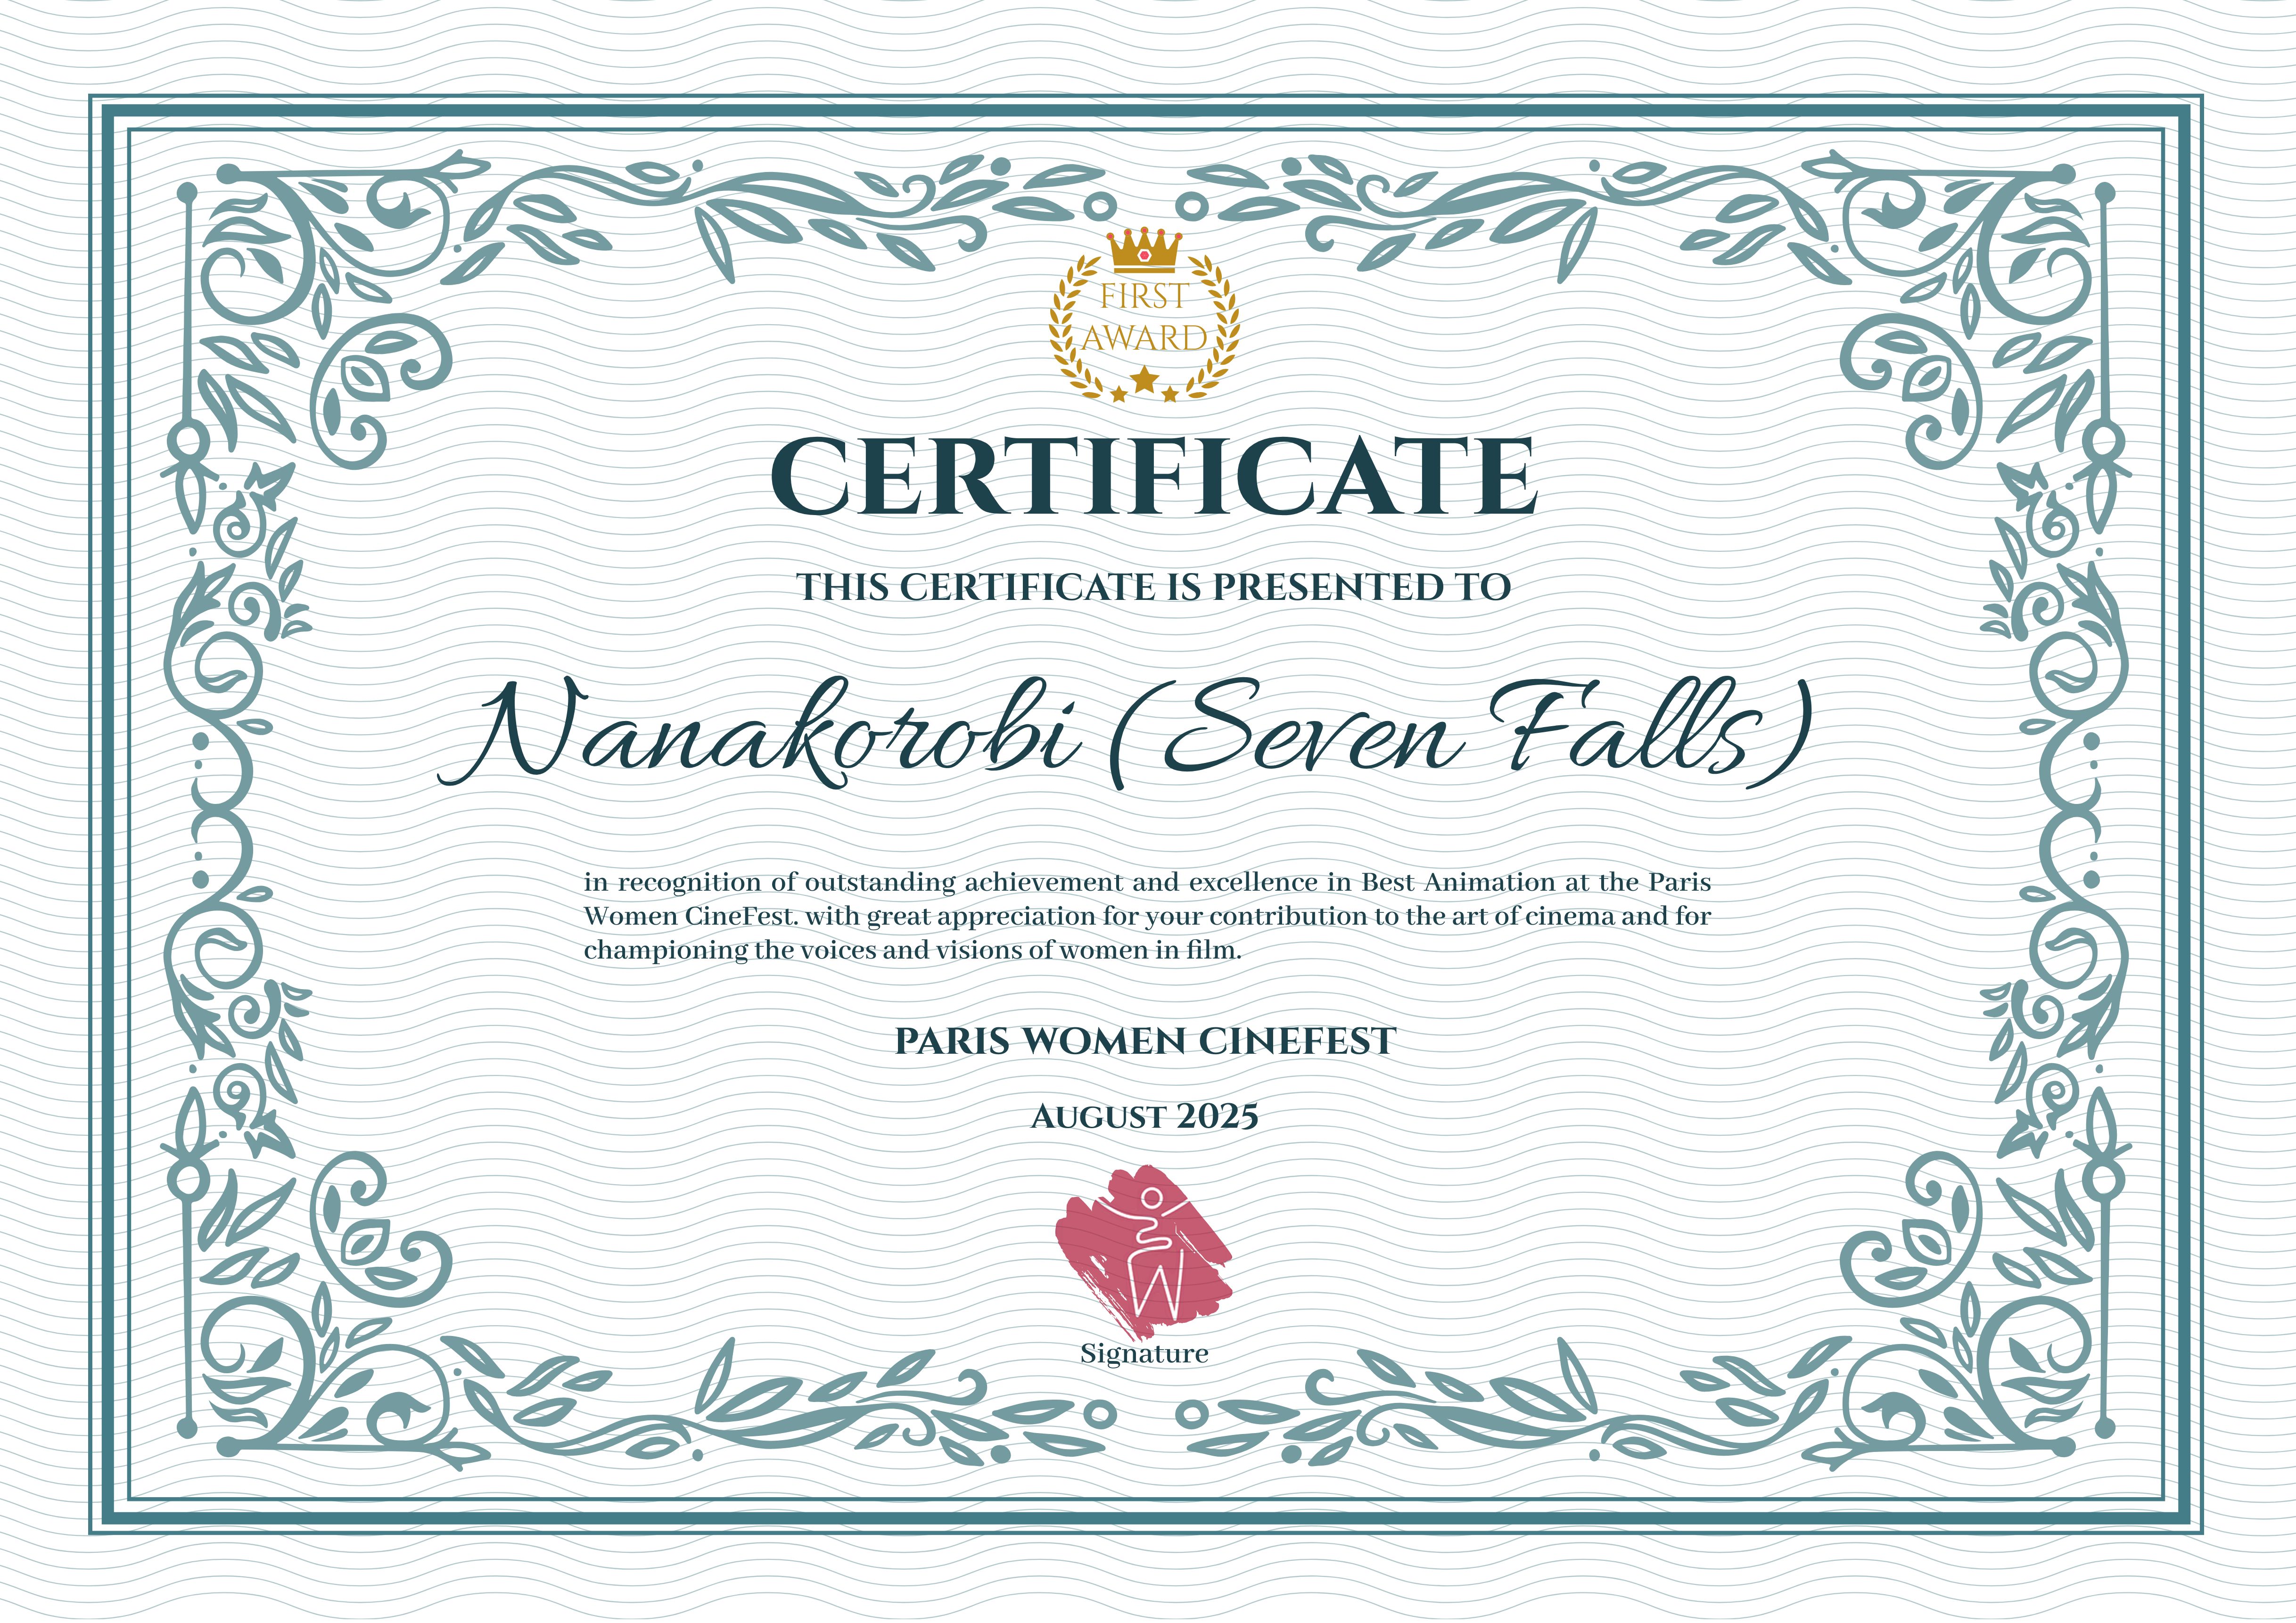 FIRST
AWARD
CERTIFICATE
THIS CERTIFICATE IS PRESENTED TO
Nanakorobi (Seven Falls)
in recognition of outstanding achievement and excellence in Best Animation at the Paris
Women CineFest. with great appreciation for your contribution to the art of cinema and for
championing the voices and visions of women in film.
PARIS WOMEN CINEFEST
AUGUST 2025
W
Signature